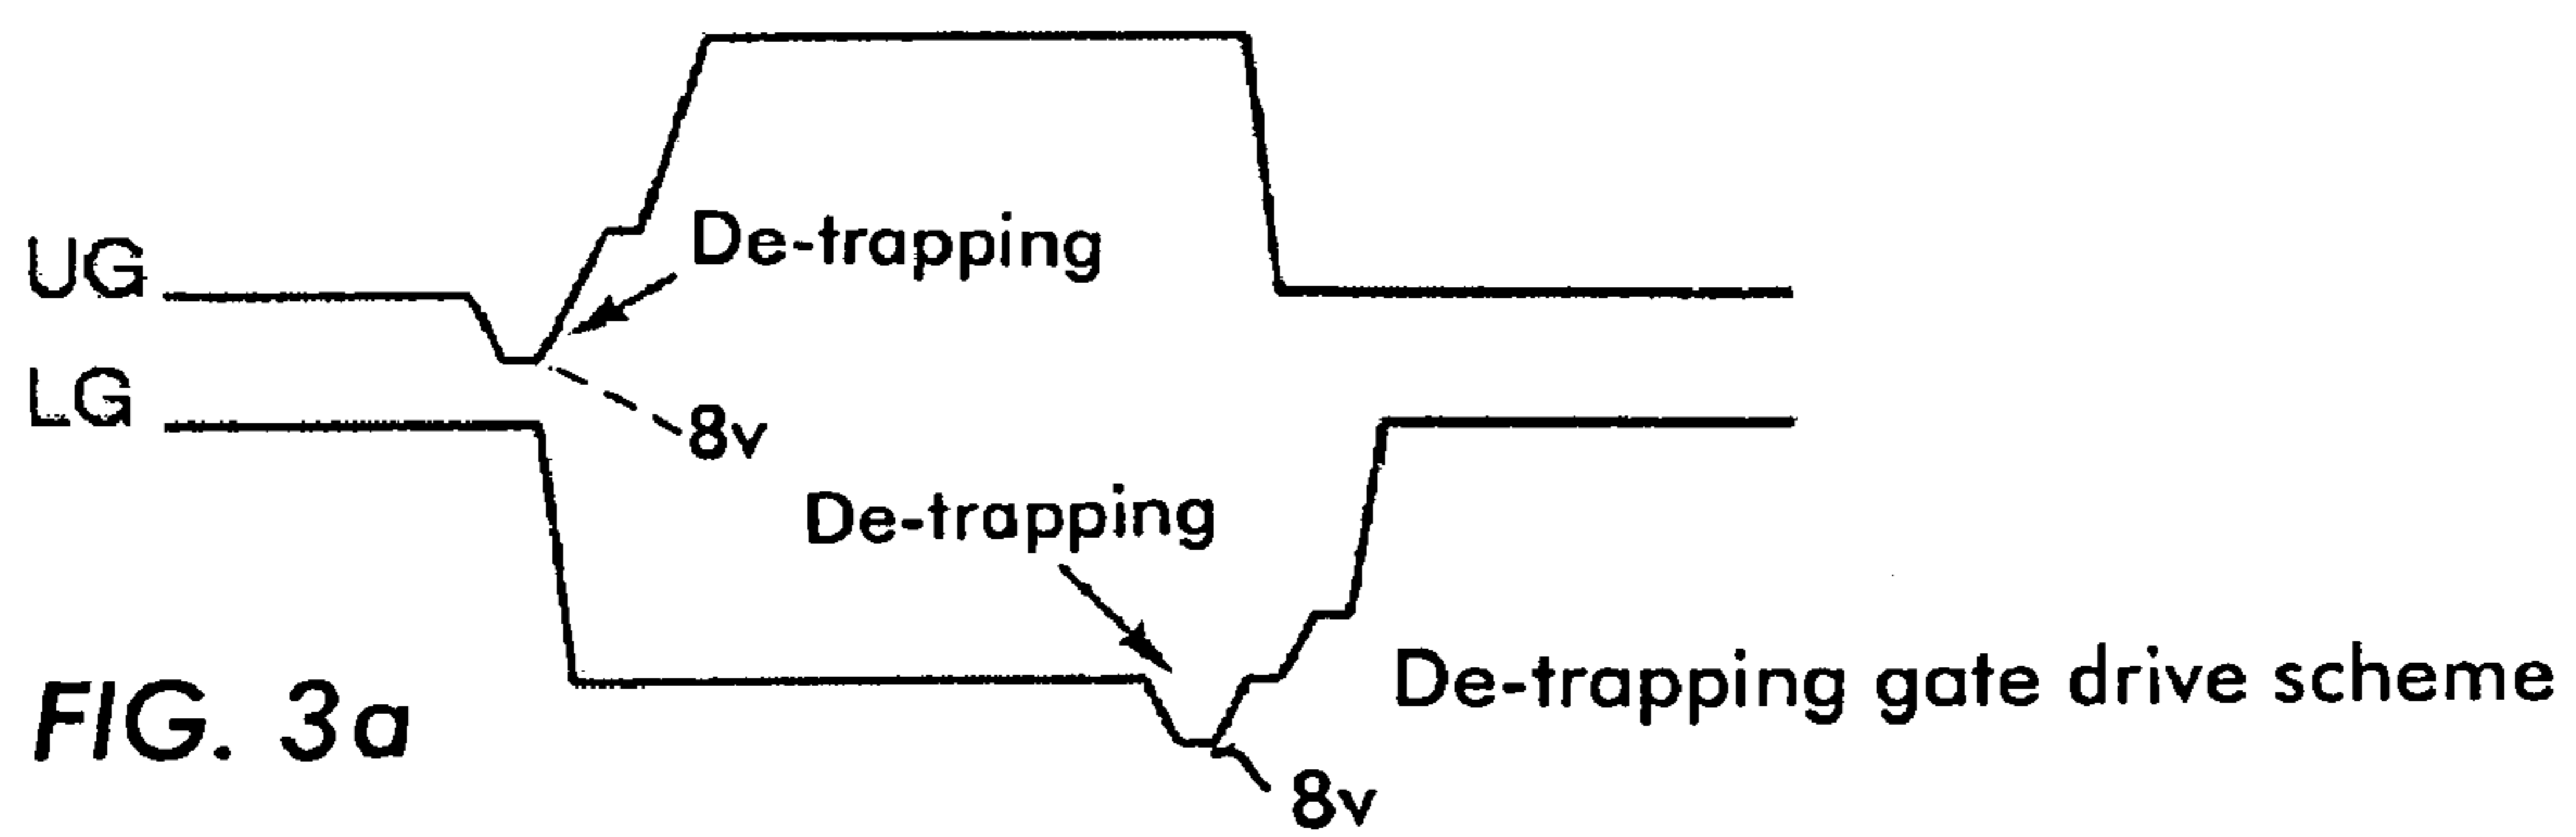 De-trapping
UG
LG
8v
De-trapping
De-trapping gate drive scheme
FIG. 3a
8v